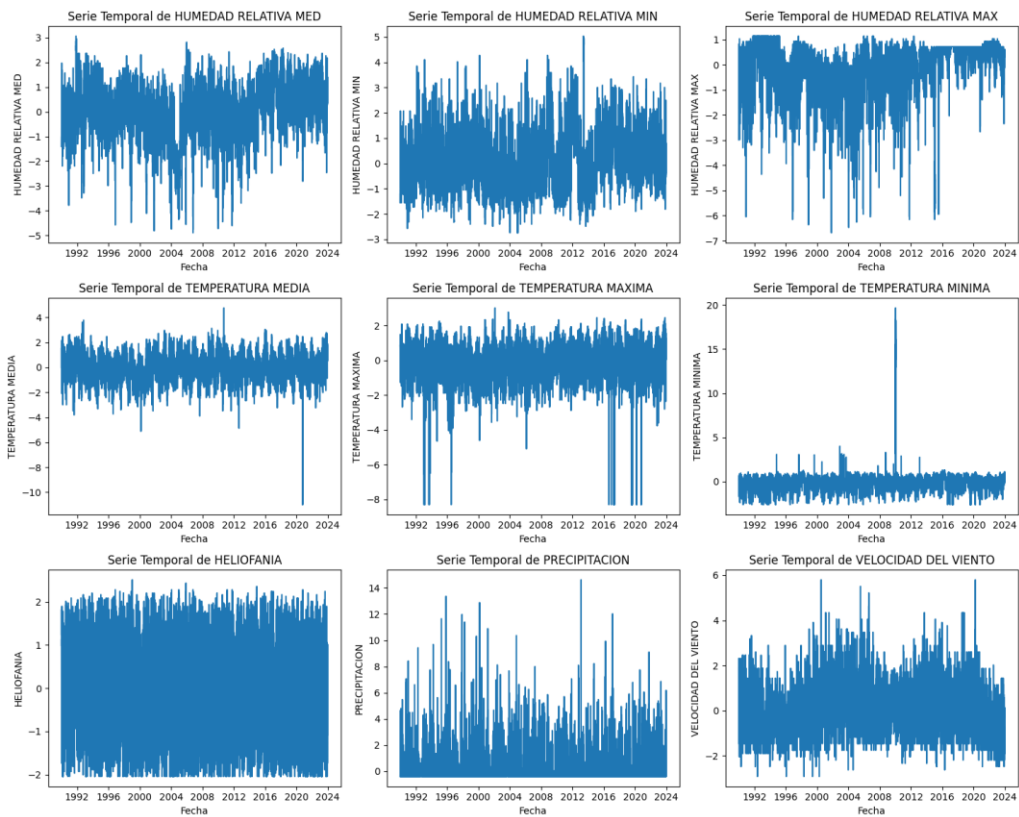 Serie Temporal de HUMEDAD RELATIVA MED
HUMEDAD RELATIVA MED
3
2
1
0
−1
−2
−3
−4
−5
1992 1996 2000 2004 2008 2012 2016 2020 2024
Fecha
Serie Temporal de HUMEDAD RELATIVA MIN
HUMEDAD RELATIVA MIN
5
4
3
2
1
0
−1
−2
−3
1992 1996 2000 2004 2008 2012 2016 2020 2024
Fecha
Serie Temporal de HUMEDAD RELATIVA MAX
HUMEDAD RELATIVA MAX
1
0
−1
−2
−3
−4
−5
−6
−7
1992 1996 2000 2004 2008 2012 2016 2020 2024
Fecha
Serie Temporal de TEMPERATURA MEDIA
TEMPERATURA MEDIA
4
2
0
−2
−4
−6
−8
−10
1992 1996 2000 2004 2008 2012 2016 2020 2024
Fecha
Serie Temporal de TEMPERATURA MAXIMA
TEMPERATURA MAXIMA
2
0
−2
−4
−6
−8
1992 1996 2000 2004 2008 2012 2016 2020 2024
Fecha
Serie Temporal de TEMPERATURA MINIMA
TEMPERATURA MINIMA
20
15
10
5
0
1992 1996 2000 2004 2008 2012 2016 2020 2024
Fecha
Serie Temporal de HELIOFANIA
HELIOFANIA
2
1
0
−1
−2
1992 1996 2000 2004 2008 2012 2016 2020 2024
Fecha
Serie Temporal de PRECIPITACION
PRECIPITACION
14
12
10
8
6
4
2
0
1992 1996 2000 2004 2008 2012 2016 2020 2024
Fecha
Serie Temporal de VELOCIDAD DEL VIENTO
VELOCIDAD DEL VIENTO
6
4
2
0
−2
1992 1996 2000 2004 2008 2012 2016 2020 2024
Fecha